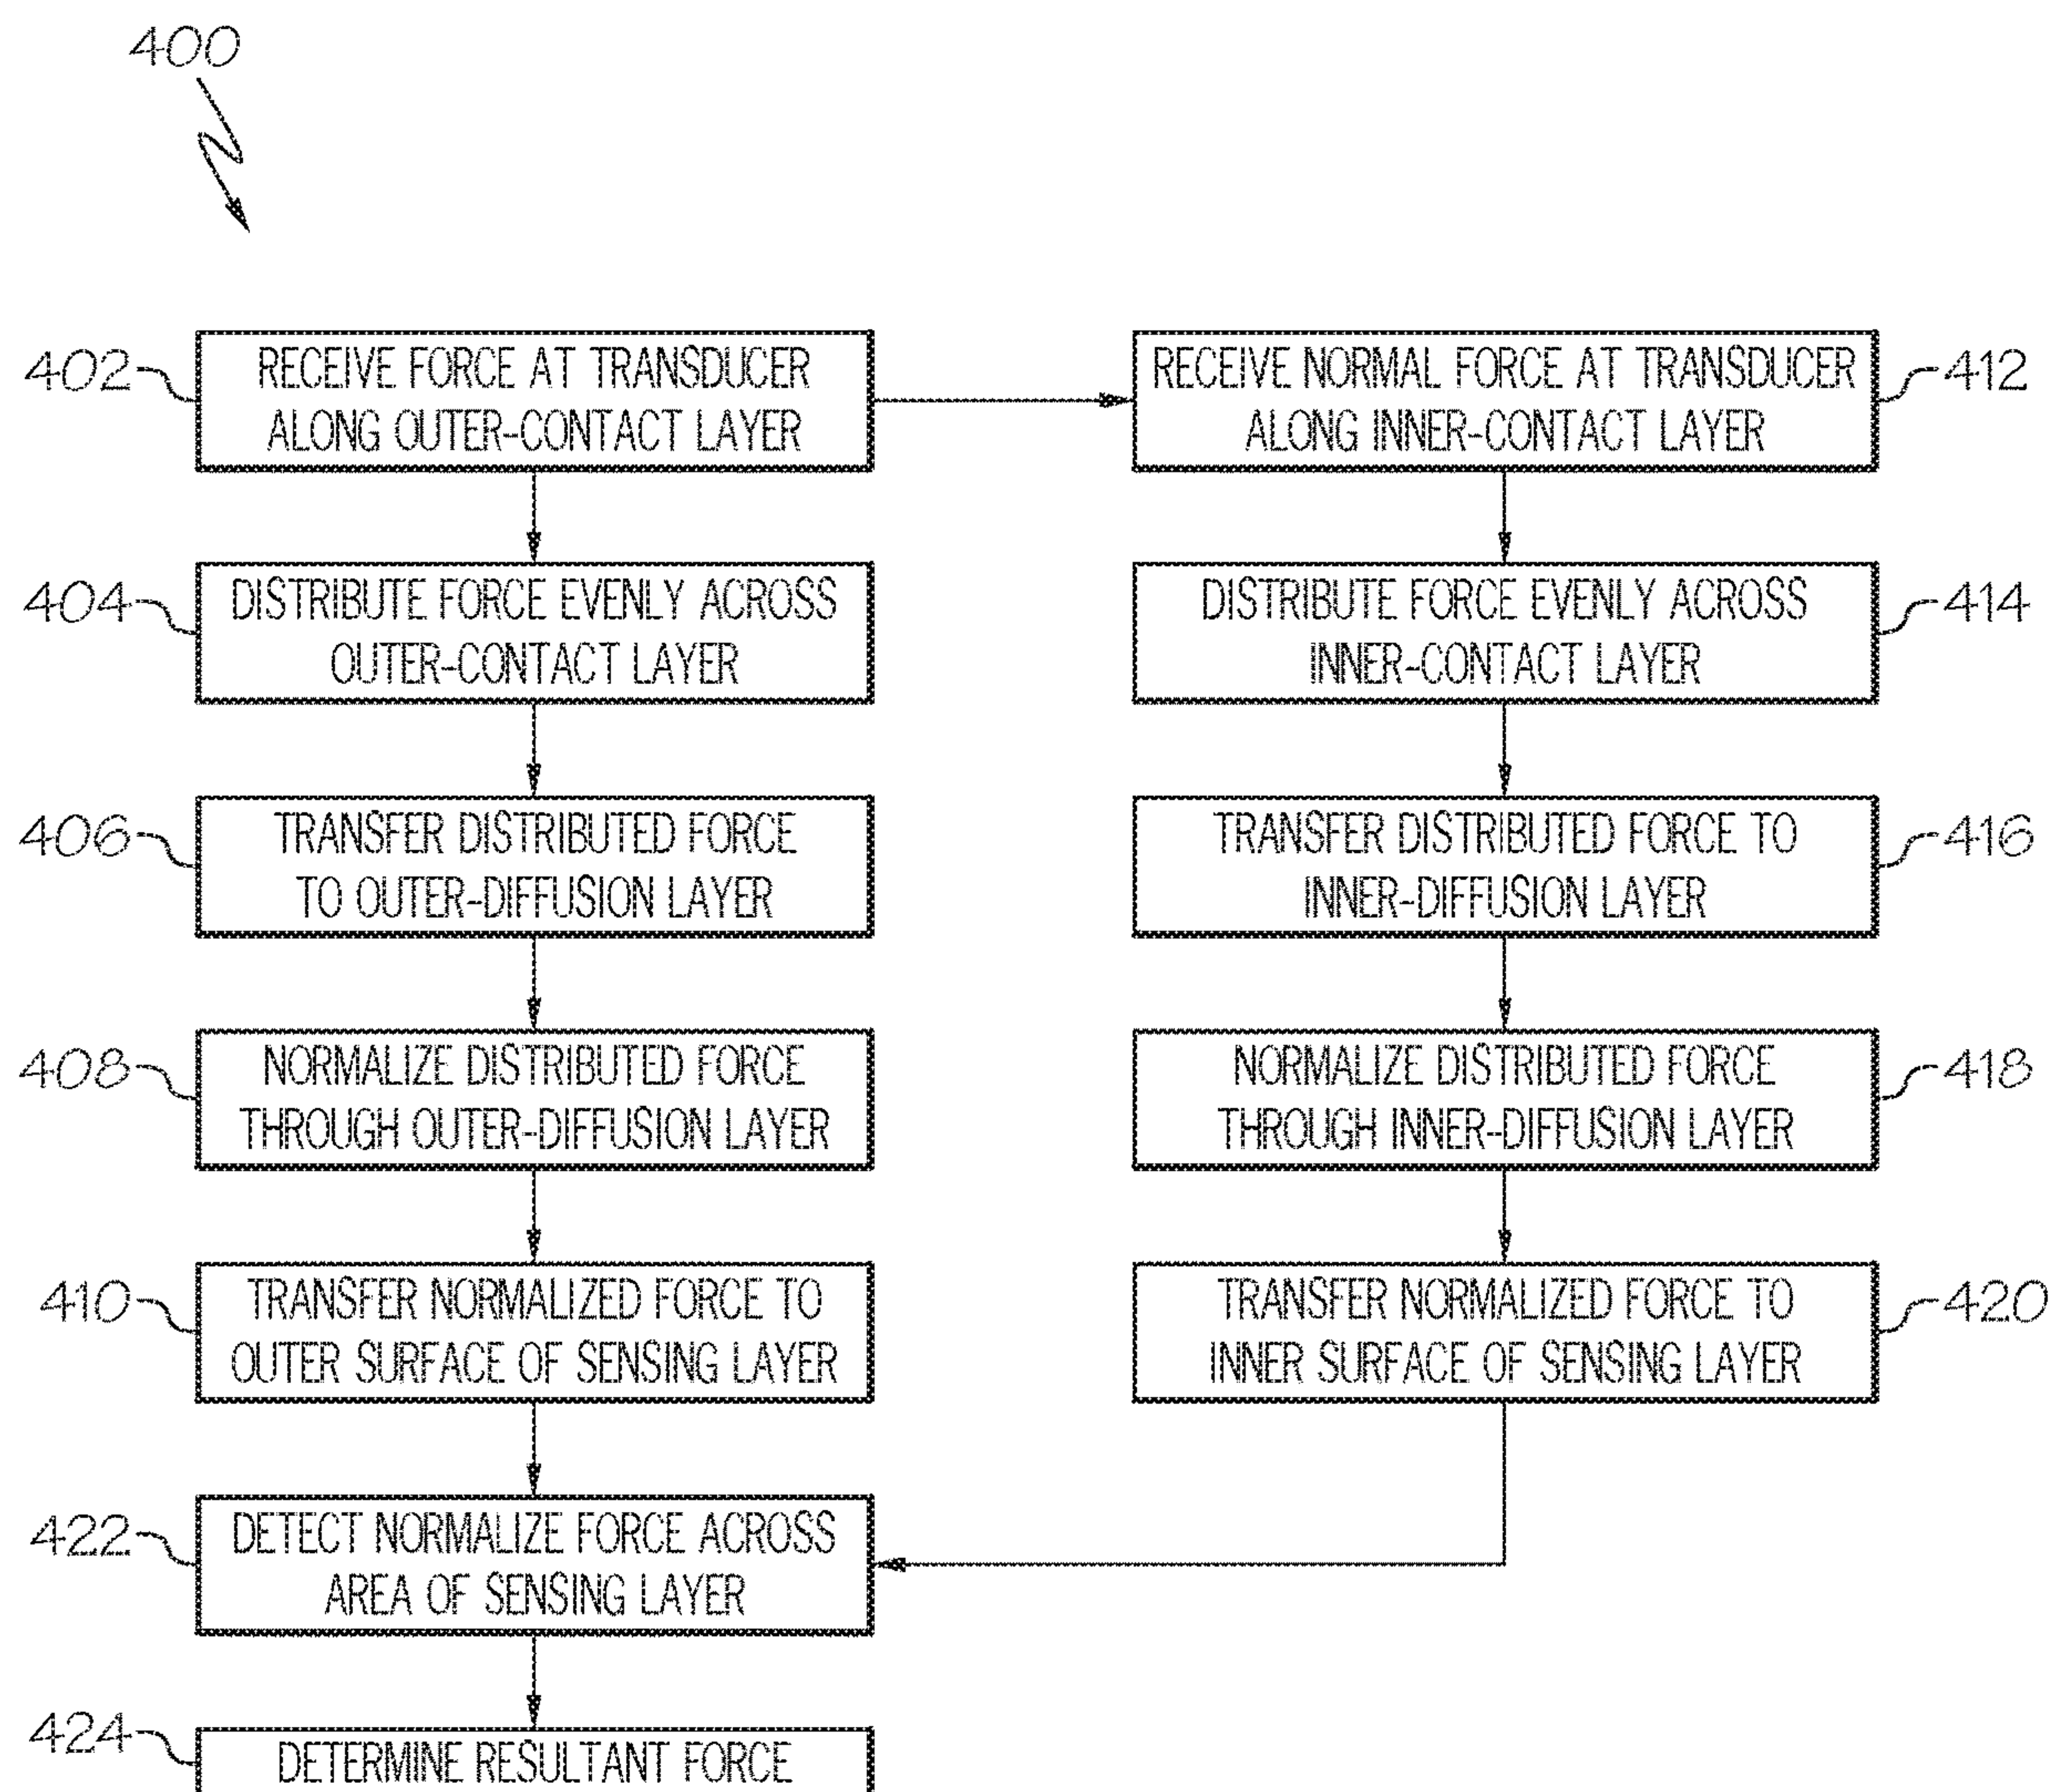 400
402
RECEIVE FORCE AT TRANSDUCER
ALONG OUTER-CONTACT LAYER
RECEIVE NORMAL FORCE AT TRANSDUCER
ALONG INNER-CONTACT LAYER
412
404
DISTRIBUTE FORCE EVENLY ACROSS
OUTER-CONTACT LAYER
DISTRIBUTE FORCE EVENLY ACROSS
INNER-CONTACT LAYER
414
406
TRANSFER DISTRIBUTED FORCE
TO OUTER-DIFFUSION LAYER
TRANSFER DISTRIBUTED FORCE TO
INNER-DIFFUSION LAYER
416
408
NORMALIZE DISTRIBUTED FORCE
THROUGH OUTER-DIFFUSION LAYER
NORMALIZE DISTRIBUTED FORCE
THROUGH INNER-DIFFUSION LAYER
418
410
TRANSFER NORMALIZED FORCE TO
OUTER SURFACE OF SENSING LAYER
TRANSFER NORMALIZED FORCE TO
INNER SURFACE OF SENSING LAYER
420
422
DETECT NORMALIZE FORCE ACROSS
AREA OF SENSING LAYER
424
DETERMINE RESULTANT FORCE